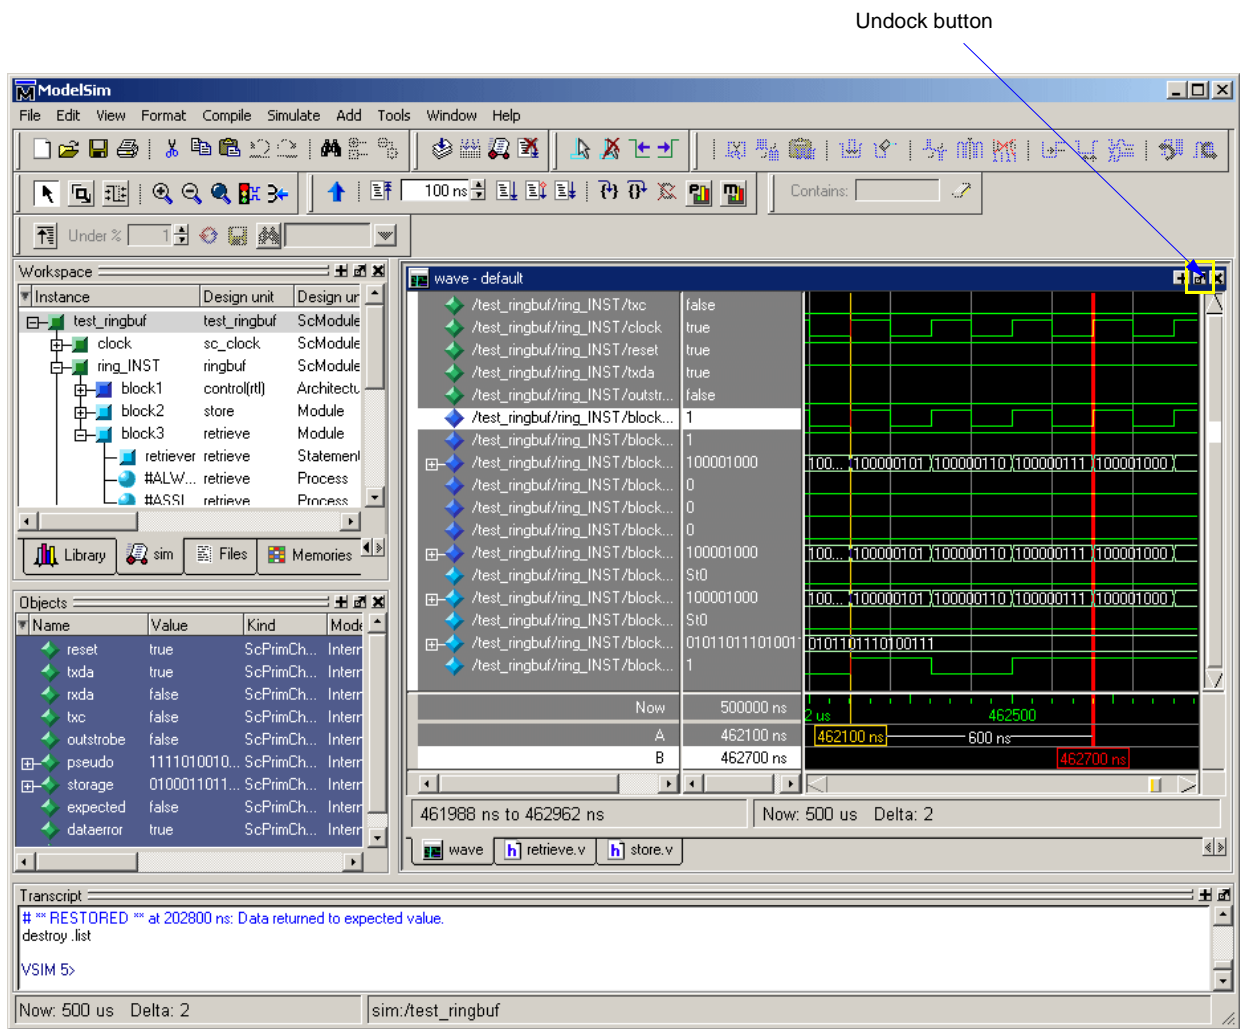 Undock button
ModelSim
File Edit View Format Compile Simulate Add Tools Window Help
100 ns
Contains:
Under % 1
Workspace
Instance Design unit Design ur
test_ringbuf test_ringbuf ScModule
clock sc_clock ScModule
ring_INST ringbuf ScModule
block1 control(rtl) Architectu
block2 store Module
block3 retrieve Module
retriever retrieve Statement
#ALW... retrieve Process
#ASSI retrieve Process
Library sim Files Memories
Objects
Name Value Kind Mode
reset true ScPrimCh... Intern
txda true ScPrimCh... Intern
rxda false ScPrimCh... Intern
txc false ScPrimCh... Intern
outstrobe false ScPrimCh... Intern
pseudo 1111010010... ScPrimCh... Intern
storage 0100011011... ScPrimCh... Intern
expected false ScPrimCh... Intern
dataerror true ScPrimCh... Intern
wave - default
/test_ringbuf/ring_INST/txc false
/test_ringbuf/ring_INST/clock true
/test_ringbuf/ring_INST/reset true
/test_ringbuf/ring_INST/txda true
/test_ringbuf/ring_INST/outstr... false
/test_ringbuf/ring_INST/block... 1
/test_ringbuf/ring_INST/block... 1
/test_ringbuf/ring_INST/block... 100001000 100... 100000101 100000110 100000111 100001000
/test_ringbuf/ring_INST/block... 0
/test_ringbuf/ring_INST/block... 0
/test_ringbuf/ring_INST/block... 0
/test_ringbuf/ring_INST/block... 100001000 100... 100000101 100000110 100000111 100001000
/test_ringbuf/ring_INST/block... St0
/test_ringbuf/ring_INST/block... 100001000 100... 100000101 100000110 100000111 100001000
/test_ringbuf/ring_INST/block... St0
/test_ringbuf/ring_INST/block... 01011011101001 0101101110100111
/test_ringbuf/ring_INST/block... 1
Now 500000 ns 2 us 462500
A 462100 ns 462100 ns 600 ns
B 462700 ns 462700 ns
461988 ns to 462962 ns Now: 500 us Delta: 2
wave retrieve.v store.v
Transcript
# ** RESTORED ** at 202800 ns: Data returned to expected value.
destroy .list
VSIM 5>
Now: 500 us Delta: 2 sim:/test_ringbuf